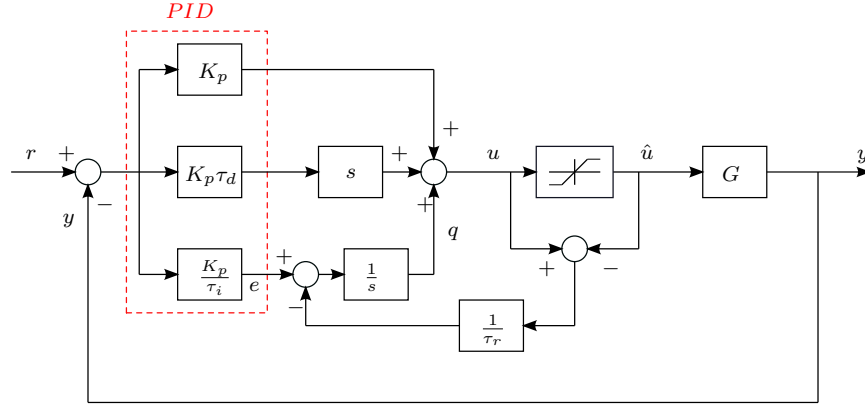 PID
K_p
+
r
+
u
û
y
K_p τ_d
s
+
G
−
y
+
q
K_p/τ_i
e
+
1/s
+
−
−
1/τ_r